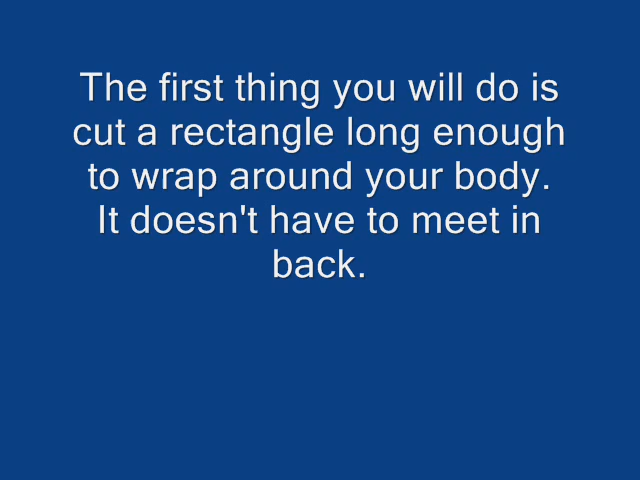 The first thing you will do is
cut a rectangle long enough
to wrap around your body.
It doesn't have to meet in
back.